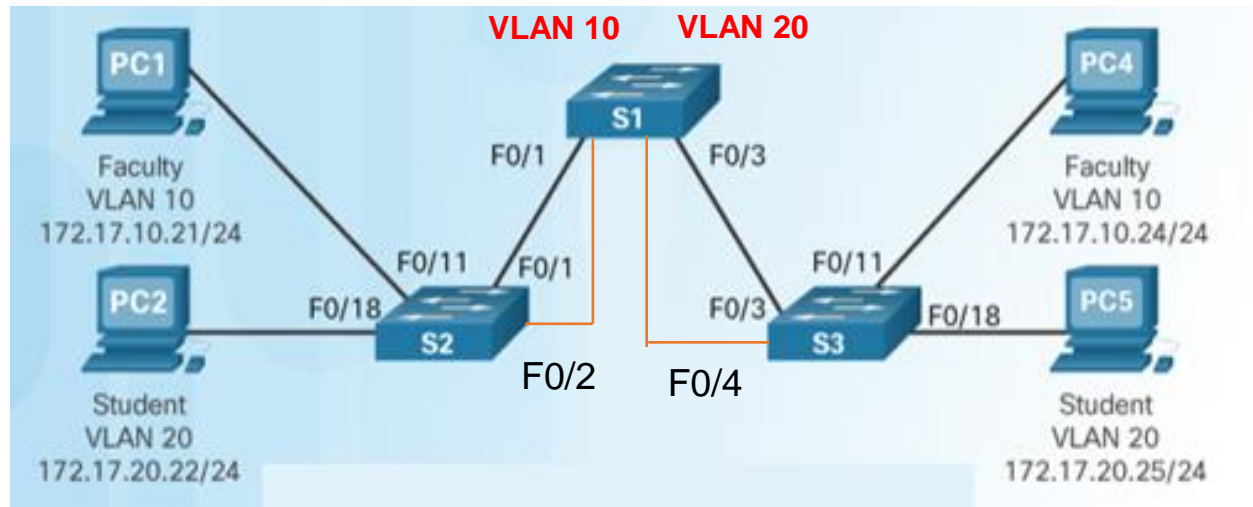 VLAN 10 VLAN 20
PC1
Faculty
VLAN 10
172.17.10.21/24
PC2
Student
VLAN 20
172.17.20.22/24
S1
F0/1
F0/3
F0/11
F0/1
F0/18
S2
F0/2
F0/4
F0/3
S3
F0/11
F0/18
PC4
Faculty
VLAN 10
172.17.10.24/24
PC5
Student
VLAN 20
172.17.20.25/24